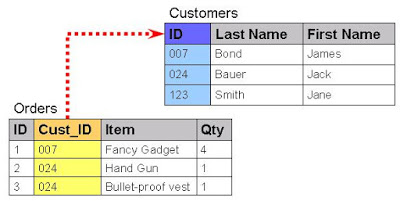 Customers
ID Last Name First Name
007 Bond James
024 Bauer Jack
123 Smith Jane
Orders
ID Cust_ID Item Qty
1 007 Fancy Gadget 4
2 024 Hand Gun 1
3 024 Bullet-proof vest 1